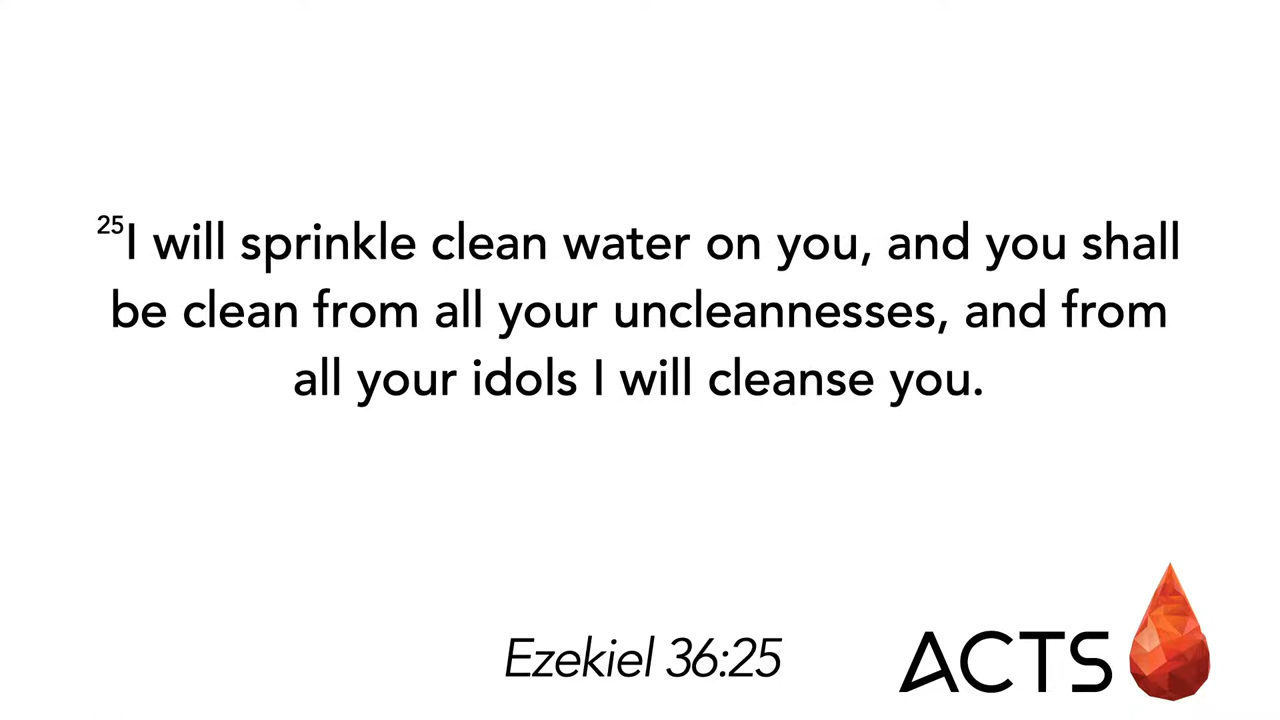 25I will sprinkle clean water on you, and you shall
be clean from all your uncleannesses, and from
all your idols I will cleanse you.
Ezekiel 36:25
ACTS